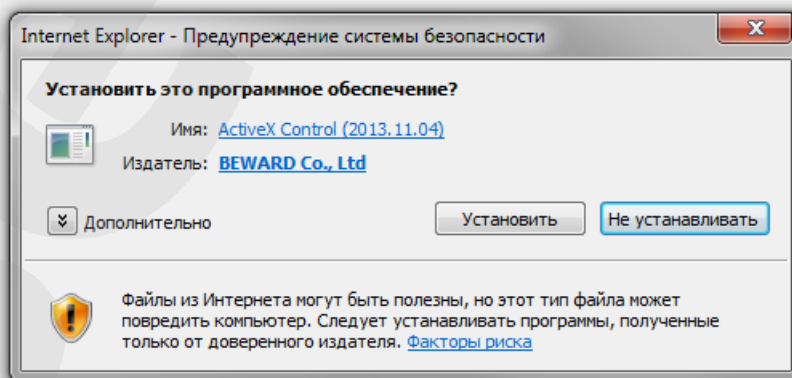 Internet Explorer - Предупреждение системы безопасности
Установить это программное обеспечение?
Имя: ActiveX Control (2013.11.04)
Издатель: BEWARD Co., Ltd
Дополнительно
Установить
Не устанавливать
Файлы из Интернета могут быть полезны, но этот тип файла может
повредить компьютер. Следует устанавливать программы, полученные
только от доверенного издателя. Факторы риска